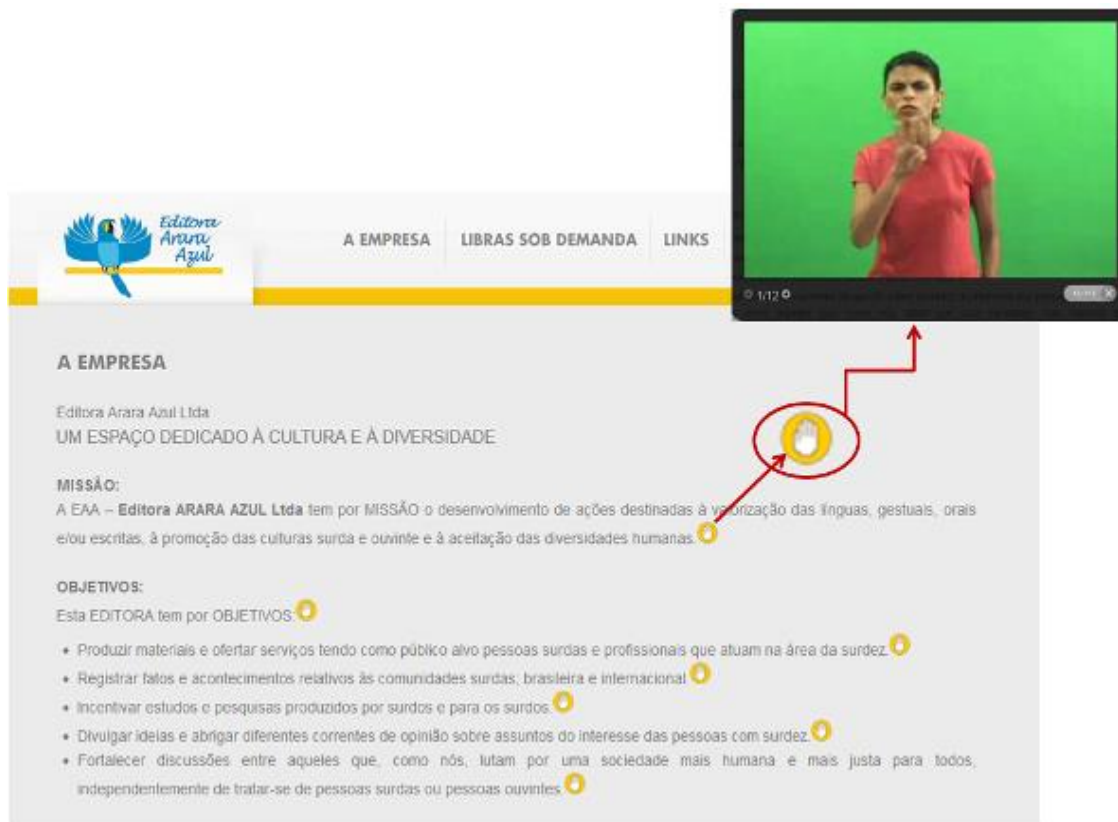 Editora
Arara
Azul
A EMPRESA
LIBRAS SOB DEMANDA
LINKS
1/12
A EMPRESA
Editora Arara Azul Ltda
UM ESPAÇO DEDICADO À CULTURA E À DIVERSIDADE
MISSÃO:
A EAA – Editora ARARA AZUL Ltda tem por MISSÃO o desenvolvimento de ações destinadas à valorização das línguas, gestuais, orais
e/ou escritas, à promoção das culturas surda e ouvinte e à aceitação das diversidades humanas.
OBJETIVOS:
Esta EDITORA tem por OBJETIVOS:
• Produzir materiais e ofertar serviços tendo como público alvo pessoas surdas e profissionais que atuam na área da surdez.
• Registrar fatos e acontecimentos relativos às comunidades surdas, brasileira e internacional.
• Incentivar estudos e pesquisas produzidos por surdos e para os surdos.
• Divulgar ideias e abrigar diferentes correntes de opinião sobre assuntos do interesse das pessoas com surdez.
• Fortalecer discussões entre aqueles que, como nós, lutam por uma sociedade mais humana e mais justa para todos,
independentemente de tratar-se de pessoas surdas ou pessoas ouvintes.